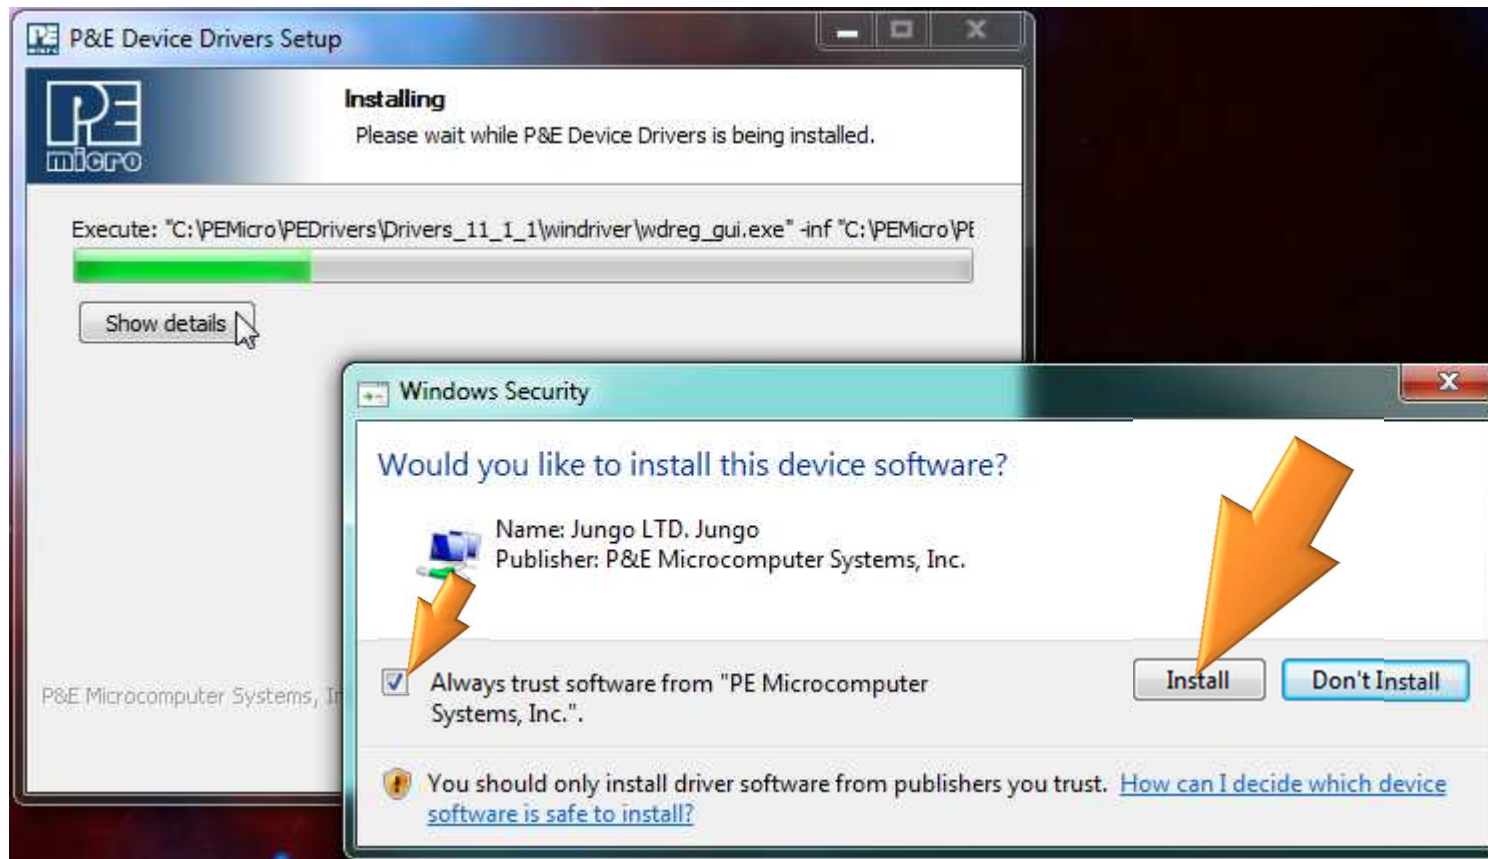 P&E Device Drivers Setup
PE
micro
Installing
Please wait while P&E Device Drivers is being installed.
Execute: "C:\PEMicro\PEDrivers\Drivers_11_1_1\windriver\wdreg_gui.exe" -inf "C:\PEMicro\PE
Show details
P&E Microcomputer Systems, In
Windows Security
Would you like to install this device software?
Name: Jungo LTD. Jungo
Publisher: P&E Microcomputer Systems, Inc.
Always trust software from "PE Microcomputer
Systems, Inc.".
Install
Don't Install
You should only install driver software from publishers you trust. How can I decide which device
software is safe to install?